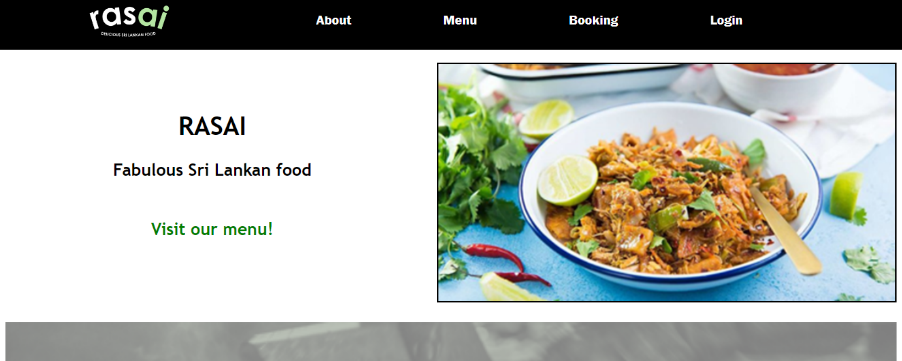 rasai
DELICIOUS SRI LANKAN FOOD
About
Menu
Booking
Login
RASAI
Fabulous Sri Lankan food
Visit our menu!